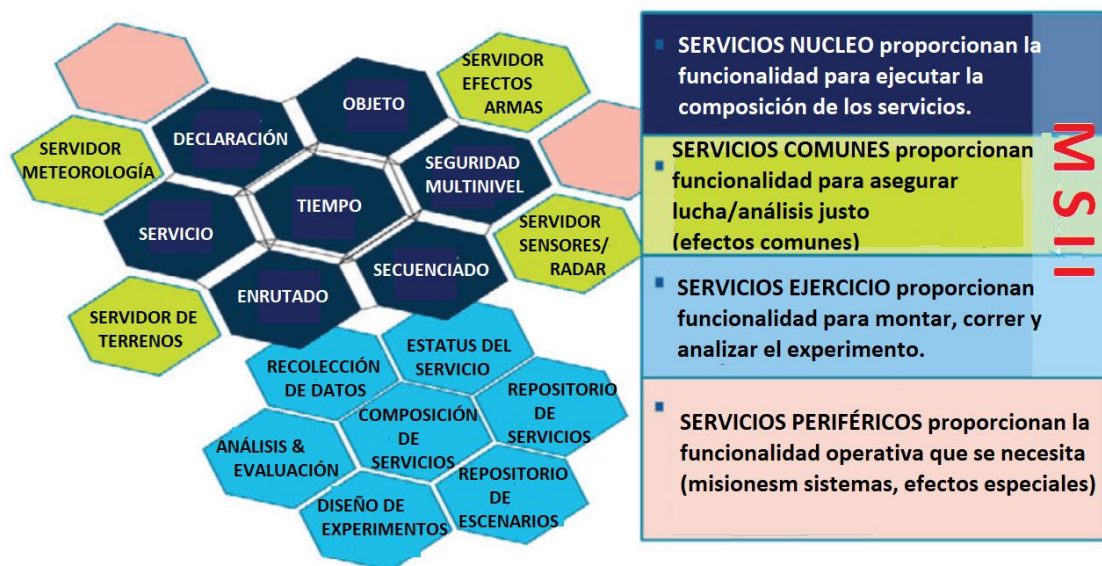 OBJETO
DECLARACIÓN
SERVIDOR
EFECTOS
ARMAS
SERVIDOR
METEOROLOGÍA
SEGURIDAD
MULTINIVEL
TIEMPO
SERVICIO
SERVIDOR
SENSORES/
RADAR
SECUENCIADO
ENRUTADO
SERVIDOR DE
TERRENOS
ESTATUS DEL
SERVICIO
RECOLECCIÓN
DE DATOS
REPOSITORIO
DE
SERVICIOS
COMPOSICIÓN
DE
SERVICIOS
ANÁLISIS &
EVALUACIÓN
REPOSITORIO
DE
ESCENARIOS
DISEÑO DE
EXPERIMENTOS
SERVICIOS NUCLEO proporcionan la
funcionalidad para ejecutar la
composición de los servicios.
SERVICIOS COMUNES proporcionan
funcionalidad para asegurar
lucha/análisis justo
(efectos comunes)
SERVICIOS EJERCICIO proporcionan
funcionalidad para montar, correr y
analizar el experimento.
SERVICIOS PERIFÉRICOS proporcionan la
funcionalidad operativa que se necesita
(misionesm sistemas, efectos especiales)
MSII